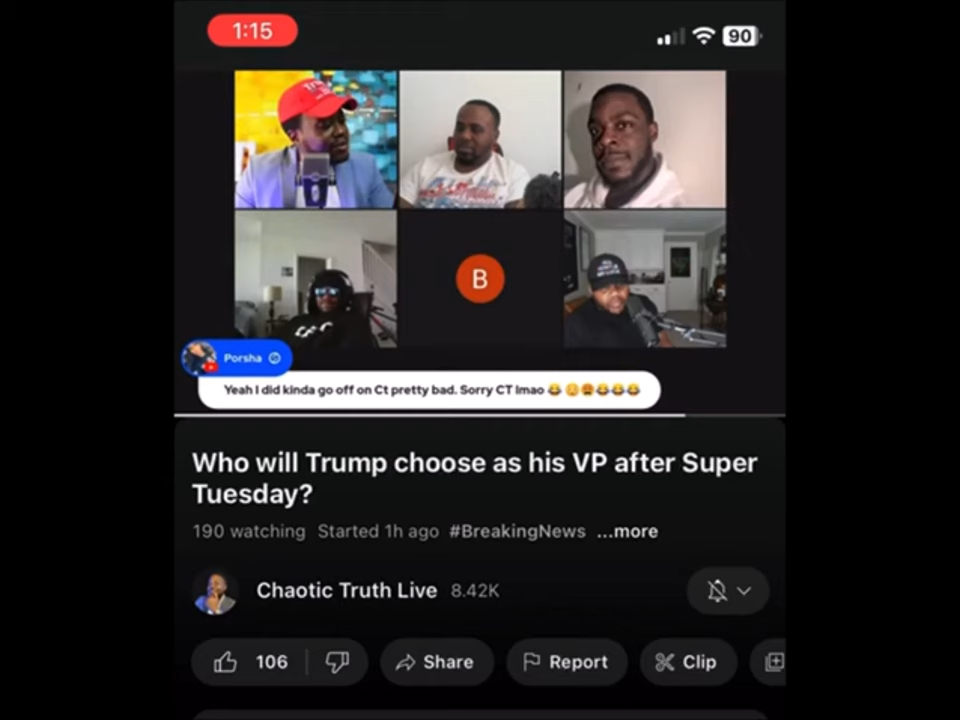 1:15
90
B
Porsha
Yeah I did kinda go off on Ct pretty bad. Sorry CT lmao 😂 😳 😡 😂 😂 😂
Who will Trump choose as his VP after Super
Tuesday?
190 watching Started 1h ago #BreakingNews ...more
Chaotic Truth Live 8.42K
106 Share Report Clip